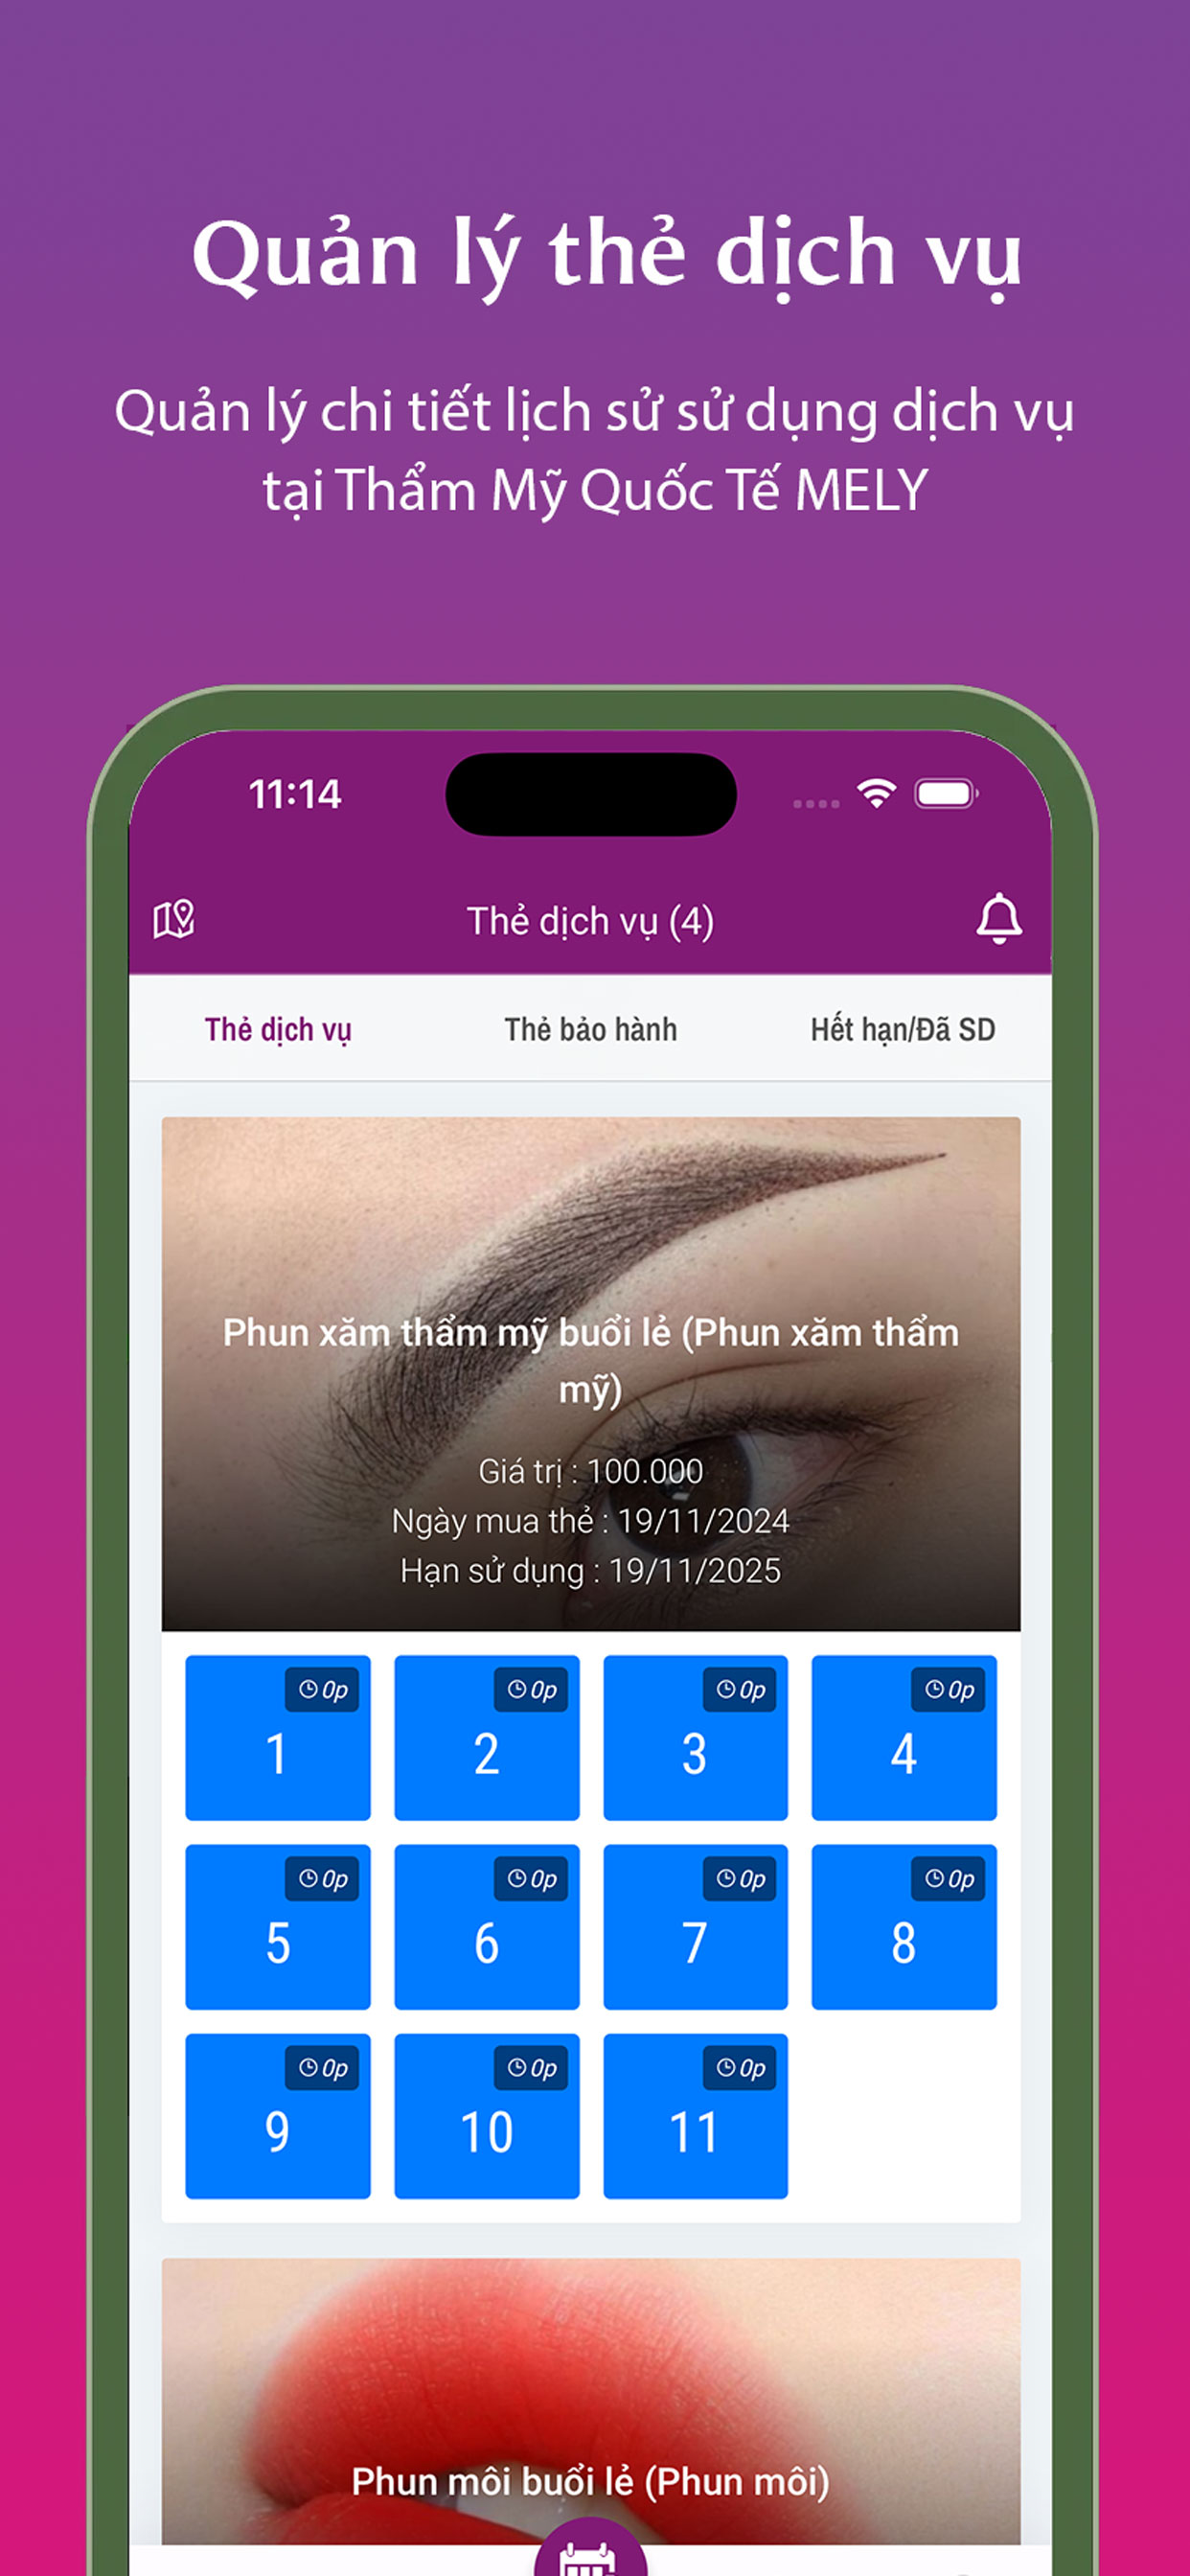 Quản lý thẻ dịch vụ
Quản lý chi tiết lịch sử sử dụng dịch vụ
tại Thẩm Mỹ Quốc Tế MELY
11:14
Thẻ dịch vụ (4)
Thẻ dịch vụ
Thẻ bảo hành
Hết hạn/Đã SD
Phun xăm thẩm mỹ buổi lẻ (Phun xăm thẩm
mỹ)
Giá trị : 100.000
Ngày mua thẻ : 19/11/2024
Hạn sử dụng : 19/11/2025
0p
1
0p
2
0p
3
0p
4
0p
5
0p
6
0p
7
0p
8
0p
9
0p
10
0p
11
Phun môi buổi lẻ (Phun môi)